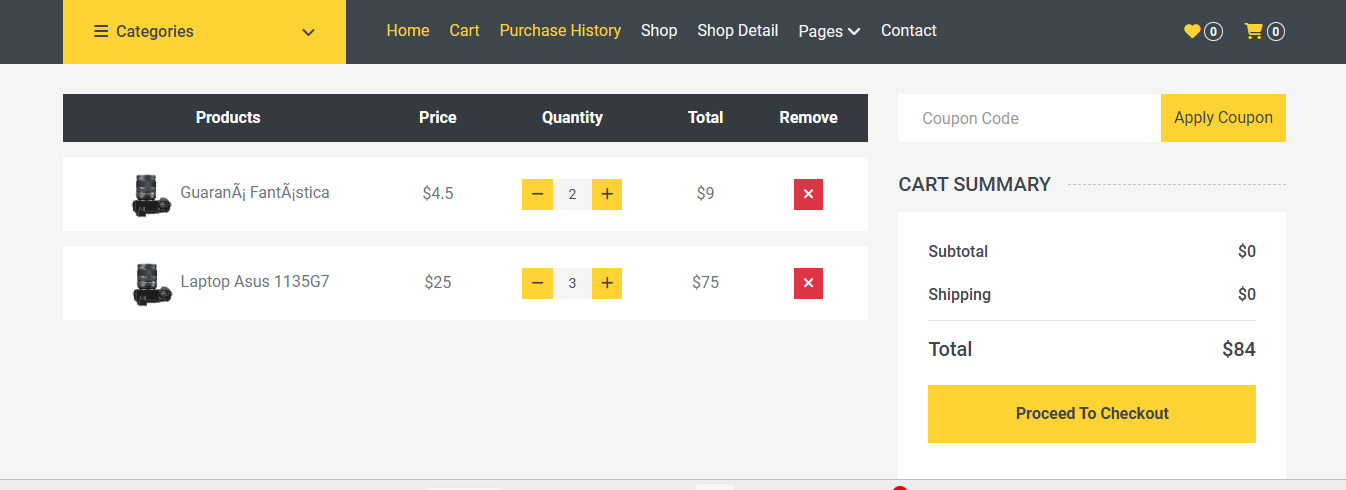 Categories Home Cart Purchase History Shop Shop Detail Pages Contact 0 0
Products Price Quantity Total Remove
GuaranÃ¡ FantÃ¡stica $4.5 − 2 + $9 ×
Laptop Asus 1135G7 $25 − 3 + $75 ×
Coupon Code Apply Coupon
CART SUMMARY
Subtotal $0
Shipping $0
Total $84
Proceed To Checkout